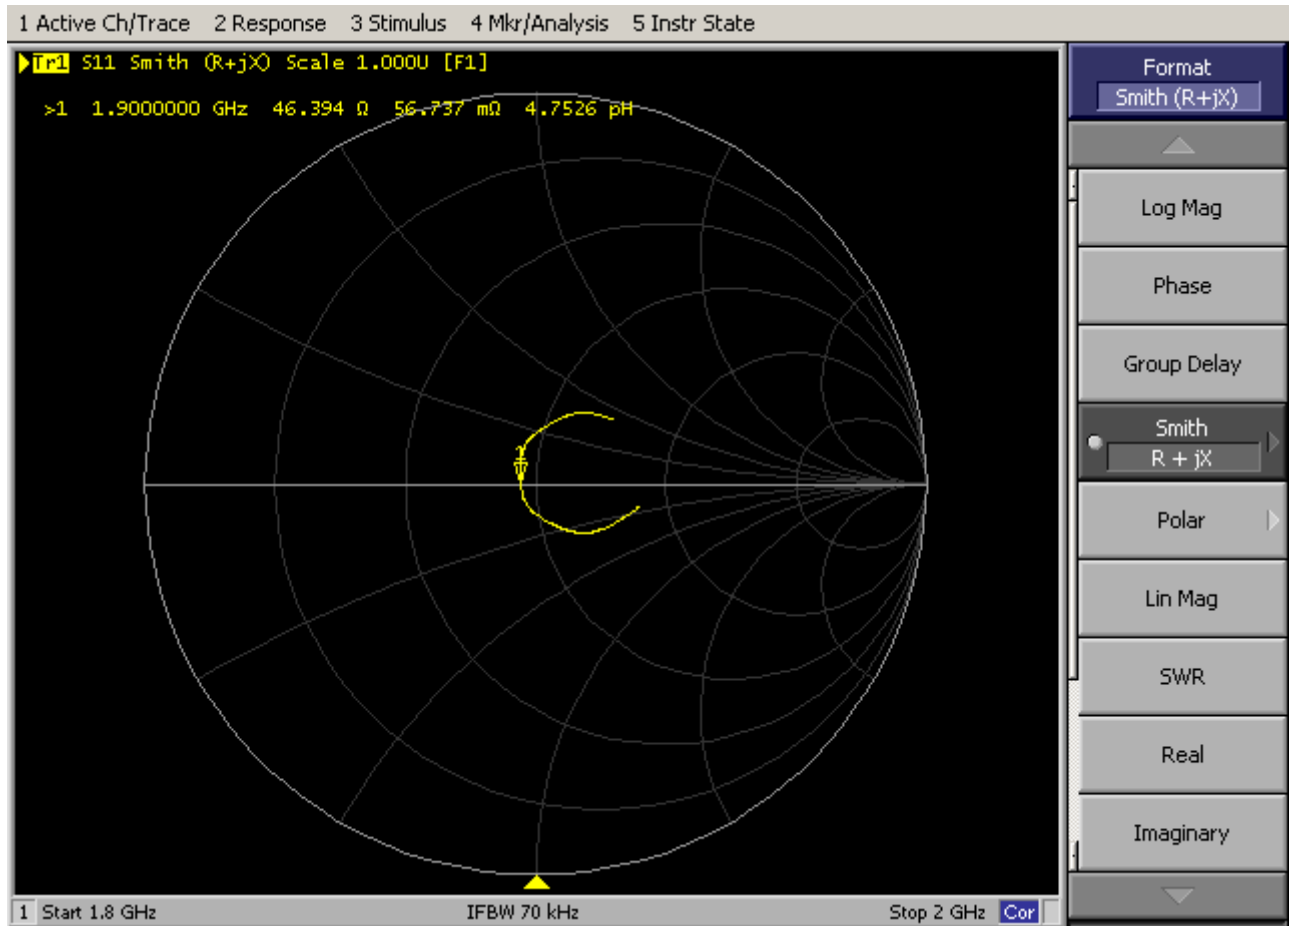 1 Active Ch/Trace 2 Response 3 Stimulus 4 Mkr/Analysis 5 Instr State
Tr1 S11 Smith (R+jX) Scale 1.000U [F1]
>1 1.9000000 GHz 46.394 Ω 56.737 mΩ 4.7526 pH
1
Format
Smith (R+jX)
Log Mag
Phase
Group Delay
Smith
R + jX
Polar
Lin Mag
SWR
Real
Imaginary
1 Start 1.8 GHz IFBW 70 kHz Stop 2 GHz Cor